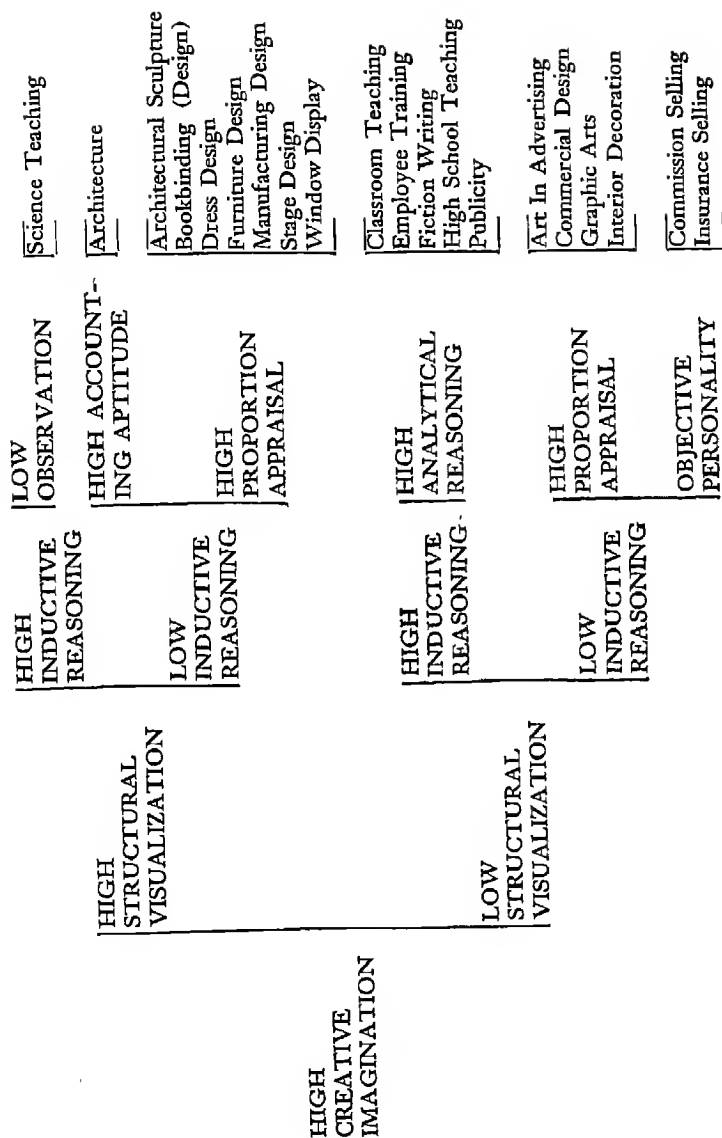 HIGH
CREATIVE
IMAGINATION
HIGH
STRUCTURAL
VISUALIZATION
LOW
STRUCTURAL
VISUALIZATION
HIGH
INDUCTIVE
REASONING
LOW
INDUCTIVE
REASONING
HIGH
INDUCTIVE
REASONING
LOW
INDUCTIVE
REASONING
LOW
OBSERVATION
HIGH ACCOUNT-
ING APTITUDE
HIGH
PROPORTION
APPRAISAL
HIGH
ANALYTICAL
REASONING
HIGH
PROPORTION
APPRAISAL
OBJECTIVE
PERSONALITY
Science Teaching
Architecture
Architectural Sculpture
Bookbinding (Design)
Dress Design
Furniture Design
Manufacturing Design
Stage Design
Window Display
Classroom Teaching
Employee Training
Fiction Writing
High School Teaching
Publicity
Art In Advertising
Commercial Design
Graphic Arts
Interior Decoration
Commission Selling
Insurance Selling